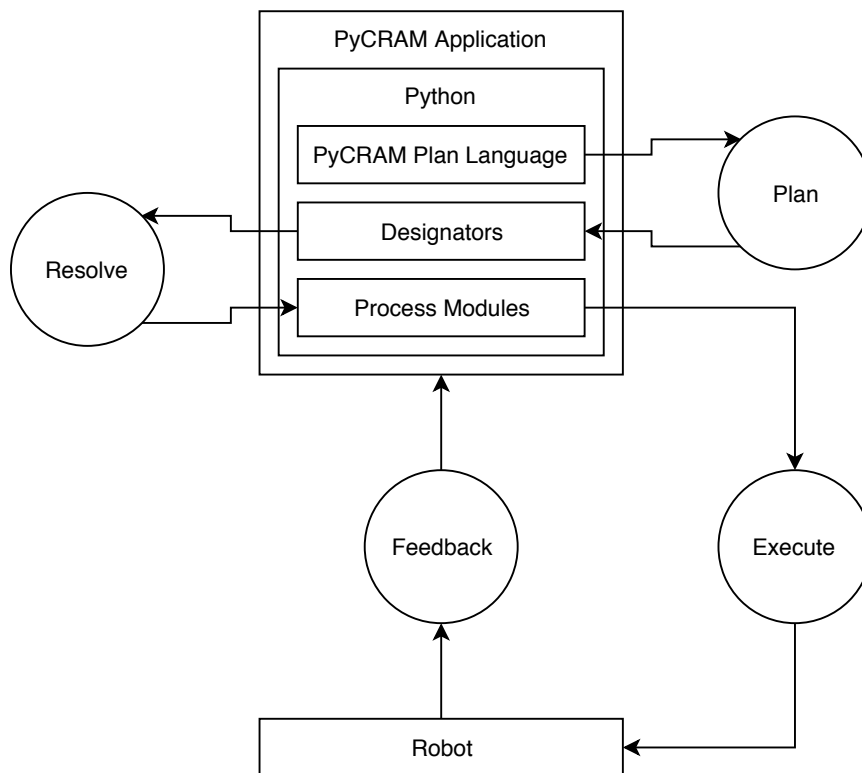 PyCRAM Application
Python
PyCRAM Plan Language
Plan
Designators
Resolve
Process Modules
Feedback
Execute
Robot